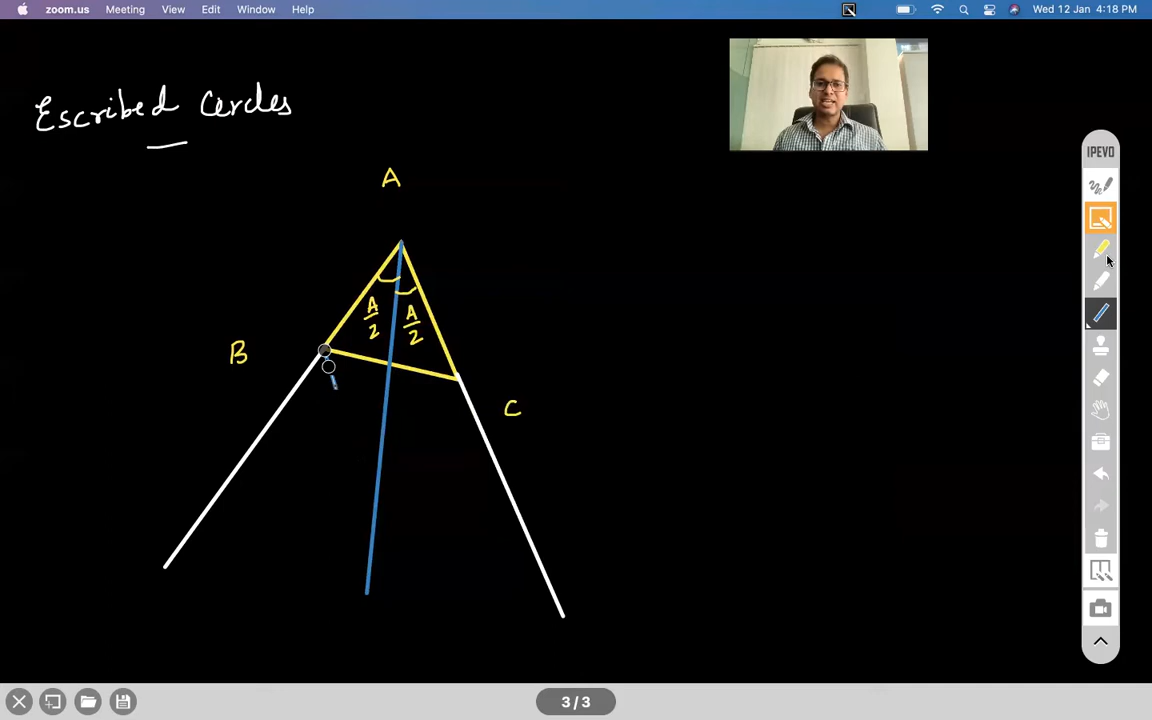 zoom.us Meeting View Edit Window Help Wed 12 Jan 4:18 PM
Escribed Circles
IPEVO
A
A/2 A/2
B
C
3/3